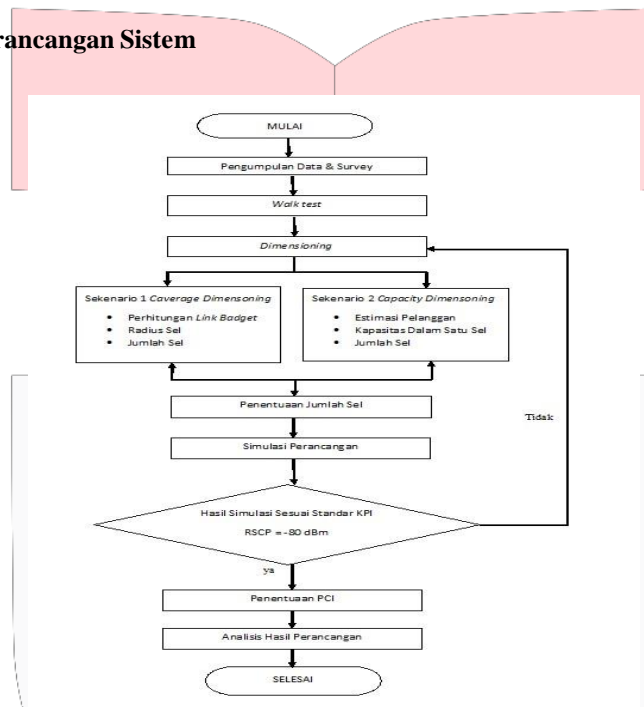 rancangan Sistem
MULAI
Pengumpulan Data & Survey
Walk test
Dimensioning
Sekenario 1 Caverage Dimensoning
• Perhitungan Link Badget
• Radius Sel
• Jumlah Sel
Sekenario 2 Capacity Dimensoning
• Estimasi Pelanggan
• Kapasitas Dalam Satu Sel
• Jumlah Sel
Penentuaan Jumlah Sel
Tidak
Simulasi Perancangan
Hasil Simulasi Sesuai Standar KPI
RSCP = -80 dBm
ya
Penentuaan PCI
Analisis Hasil Perancangan
SELESAI